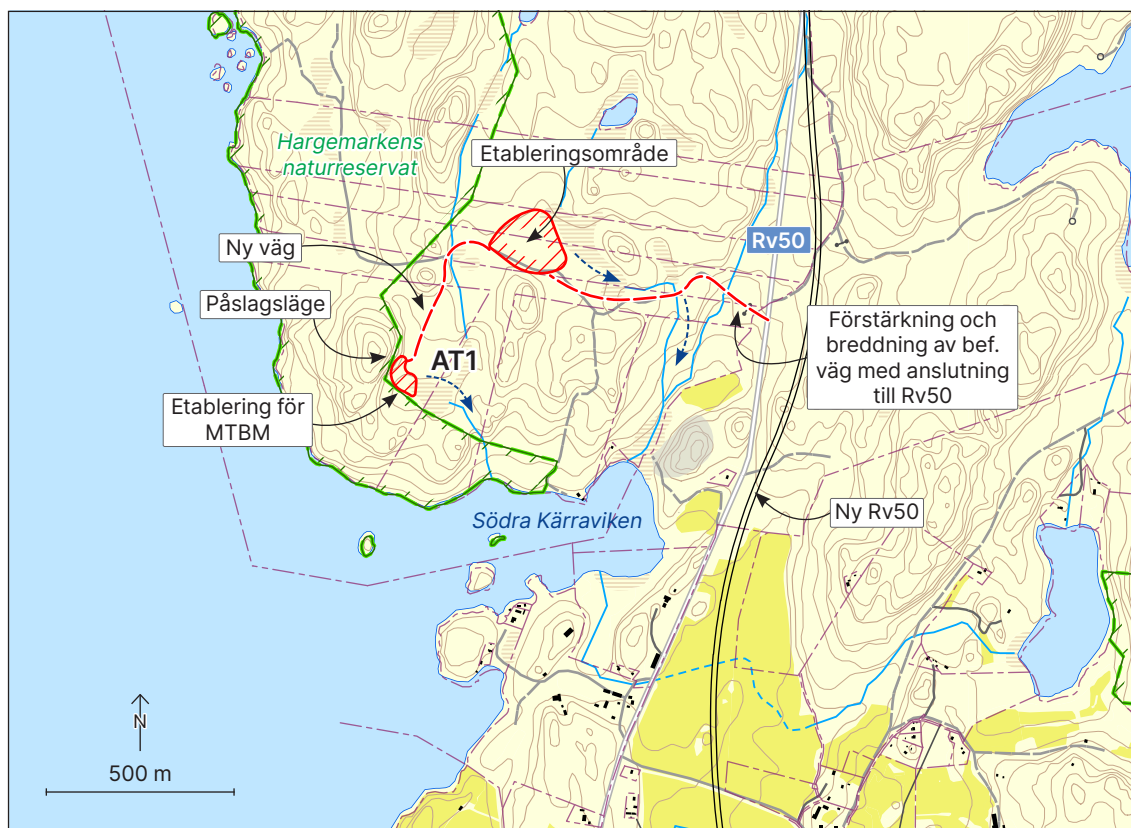 Hargemarkens
naturreservat
Etableringsområde
Ny väg
Rv50
Påslagsläge
AT1
Förstärkning och
breddning av bef.
väg med anslutning
till Rv50
Etablering för
MTBM
Ny Rv50
Södra Kärraviken
N
500 m